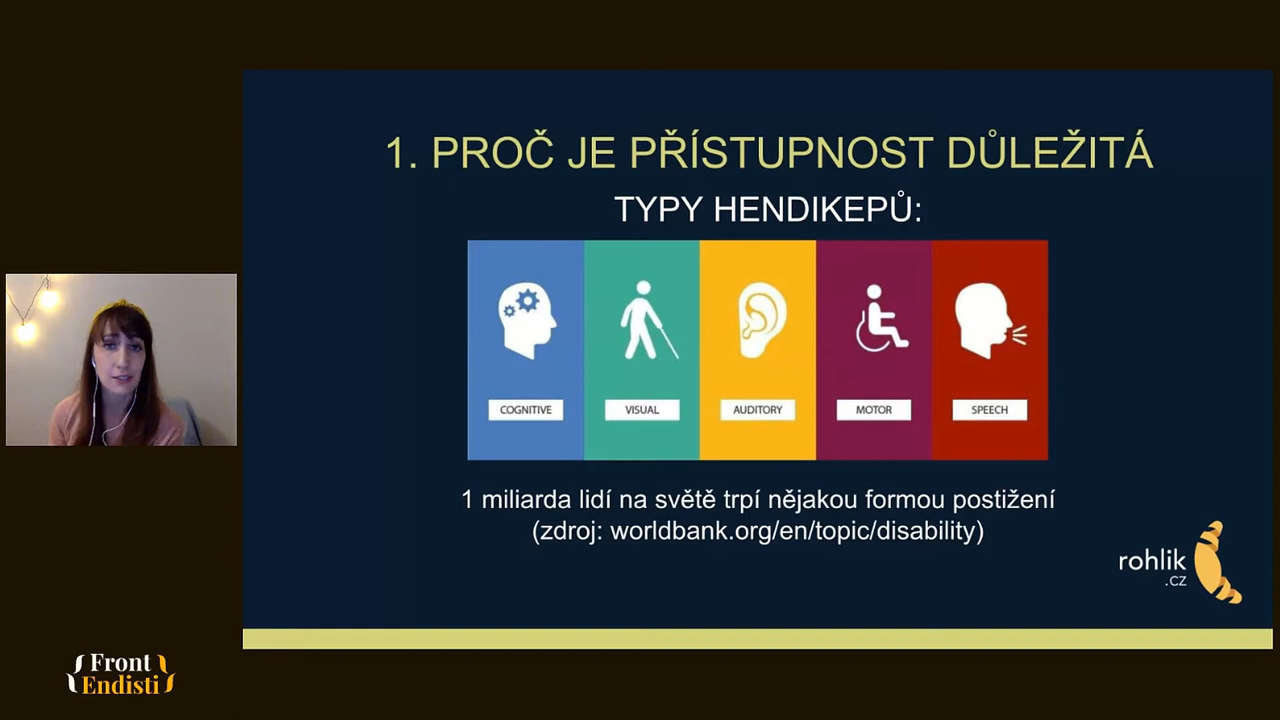 1. PROČ JE PŘÍSTUPNOST DŮLEŽITÁ
TYPY HENDIKEPŮ:
COGNITIVE
VISUAL
AUDITORY
MOTOR
SPEECH
1 miliarda lidí na světě trpí nějakou formou postižení
(zdroj: worldbank.org/en/topic/disability)
rohlik
.cz
Front
Endisti